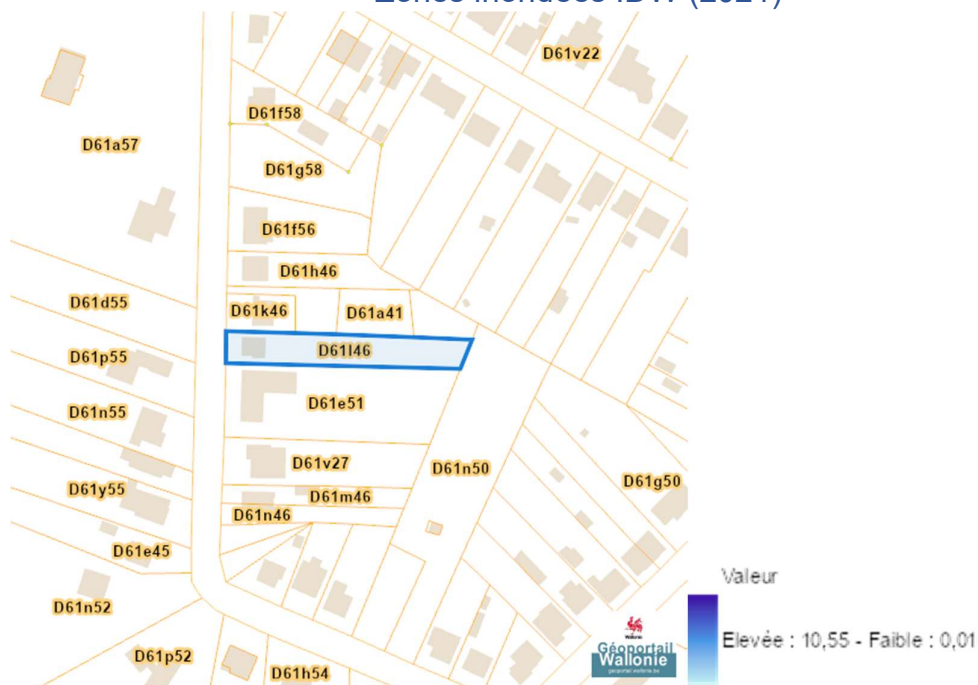 D61v22
D61f58
D61a57
D61g58
D61f56
D61h46
D61d55
D61k46
D61a41
D61l46
D61p55
D61e51
D61n55
D61v27
D61n50
D61y55
D61m46
D61g50
D61n46
D61e45
Valeur
D61n52
Elevée : 10,55 - Faible : 0,01
Géoportail
Wallonie
D61p52
D61h54